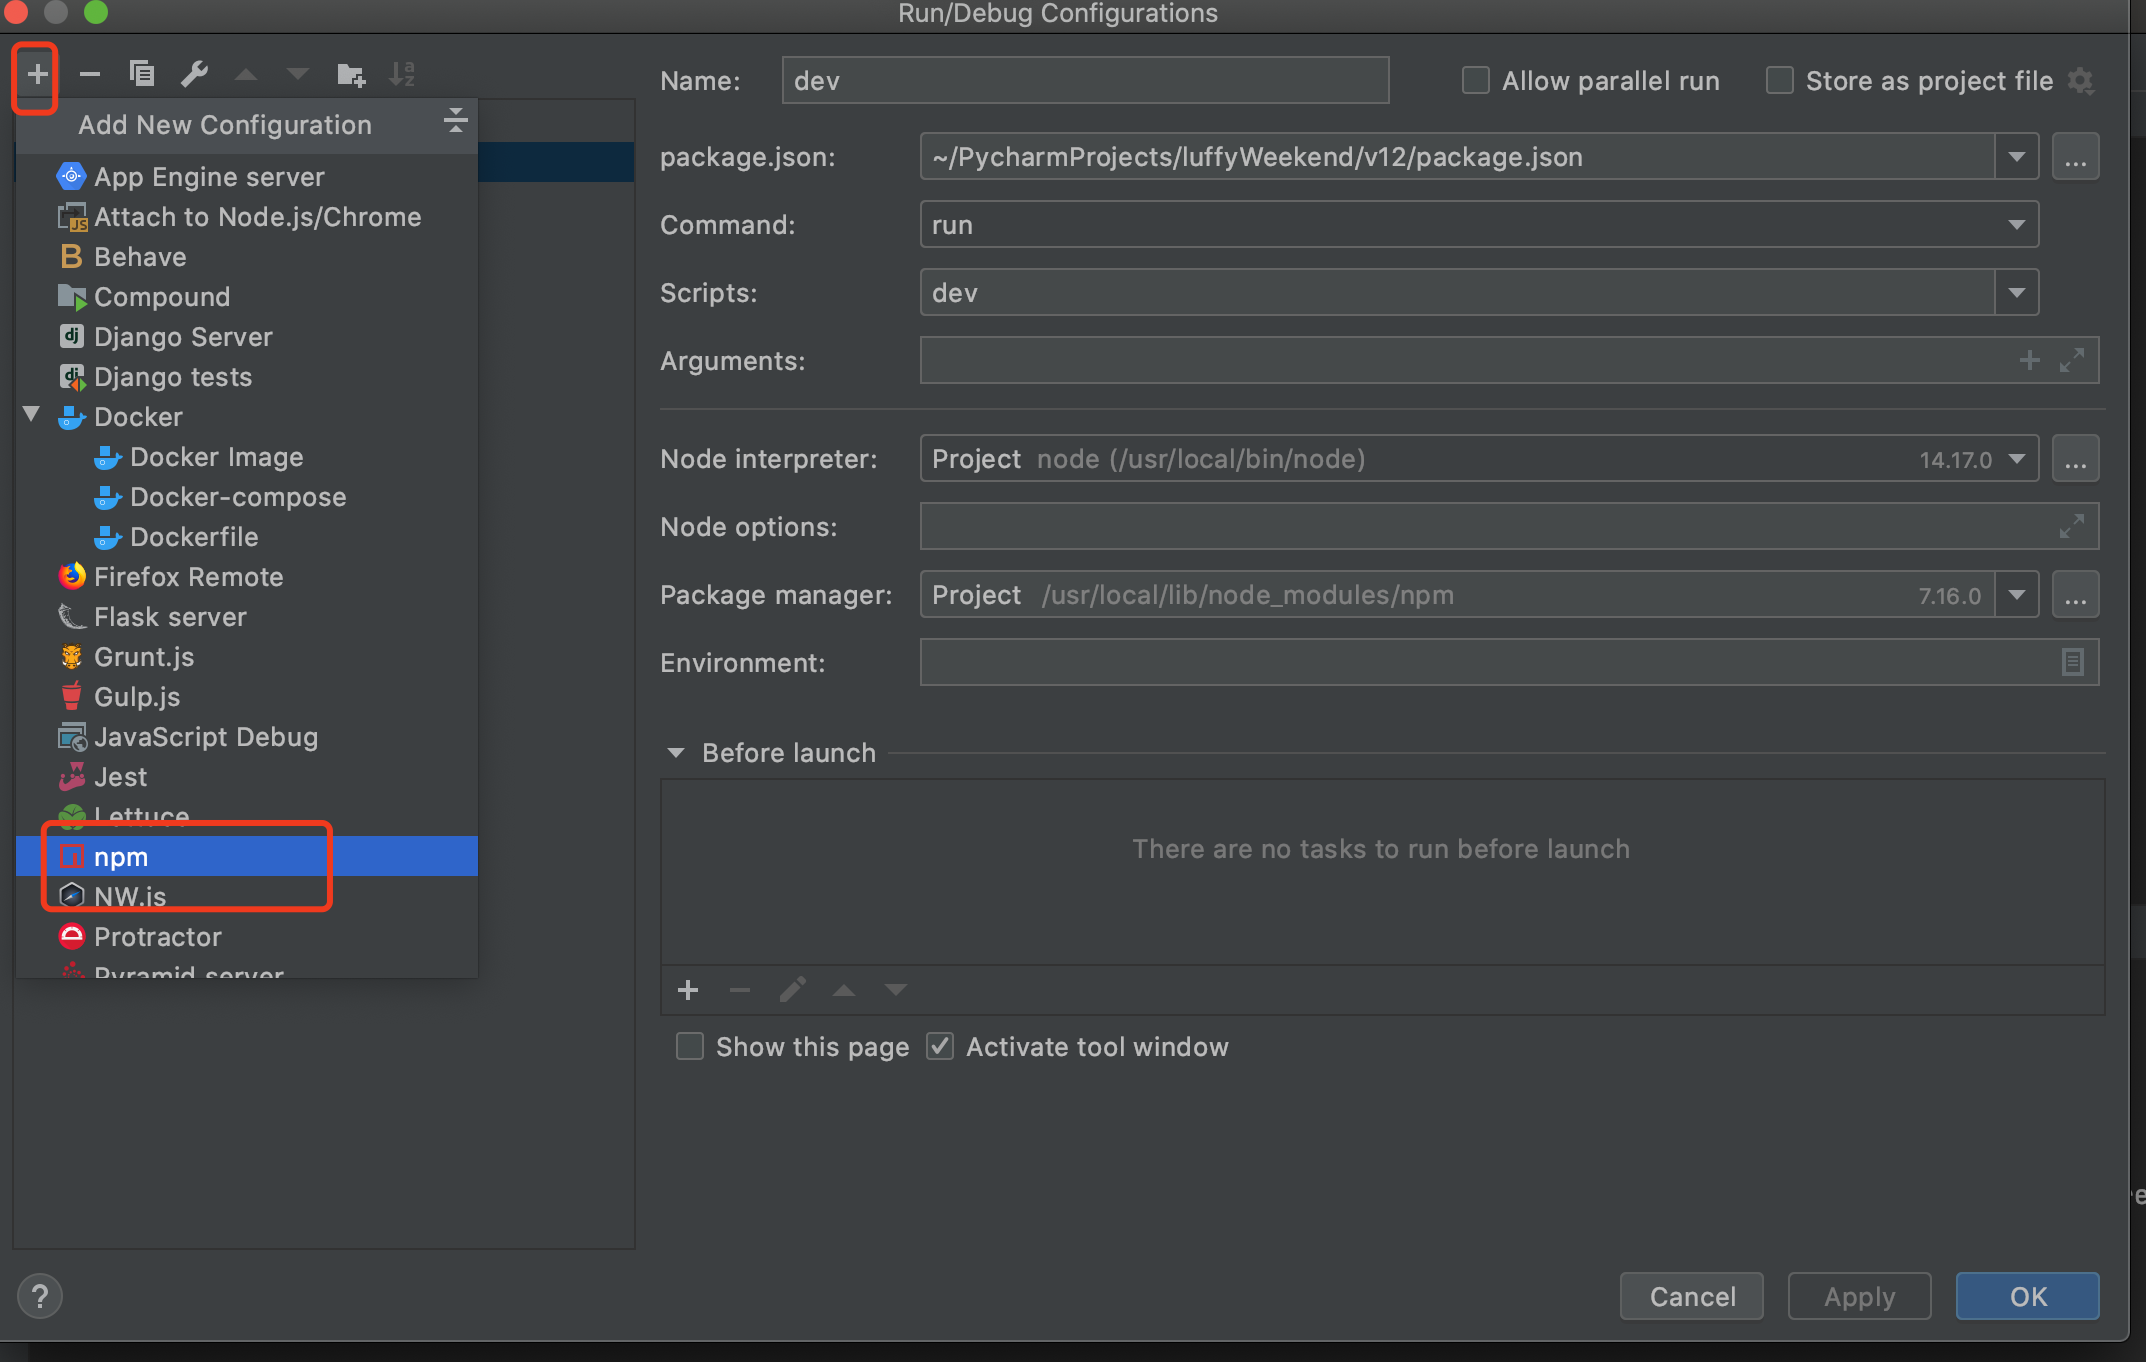 Run/Debug Configurations
Add New Configuration
App Engine server
Attach to Node.js/Chrome
Behave
Compound
Django Server
Django tests
Docker
Docker Image
Docker-compose
Dockerfile
Firefox Remote
Flask server
Grunt.js
Gulp.js
JavaScript Debug
Jest
Lettuce
npm
NW.js
Protractor
Pyramid server
Name: dev
Allow parallel run
Store as project file
package.json: ~/PycharmProjects/luffyWeekend/v12/package.json ...
Command: run
Scripts: dev
Arguments:
Node interpreter: Project node (/usr/local/bin/node) 14.17.0 ...
Node options:
Package manager: Project /usr/local/lib/node_modules/npm 7.16.0 ...
Environment:
Before launch
There are no tasks to run before launch
Show this page
Activate tool window
?
Cancel
Apply
OK